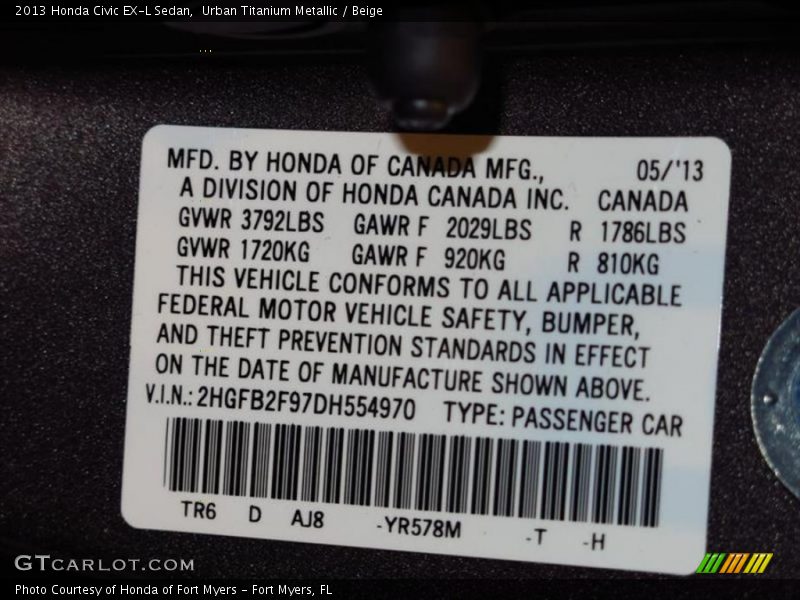 2013 Honda Civic EX-L Sedan, Urban Titanium Metallic / Beige
MFD. BY HONDA OF CANADA MFG., 05/'13
A DIVISION OF HONDA CANADA INC. CANADA
GVWR 3792LBS GAWR F 2029LBS R 1786LBS
GVWR 1720KG GAWR F 920KG R 810KG
THIS VEHICLE CONFORMS TO ALL APPLICABLE
FEDERAL MOTOR VEHICLE SAFETY, BUMPER,
AND THEFT PREVENTION STANDARDS IN EFFECT
ON THE DATE OF MANUFACTURE SHOWN ABOVE.
V.I.N.: 2HGFB2F97DH554970 TYPE: PASSENGER CAR
TR6 D AJ8 -YR578M -T -H
GTCARLOT.COM
Photo Courtesy of Honda of Fort Myers - Fort Myers, FL